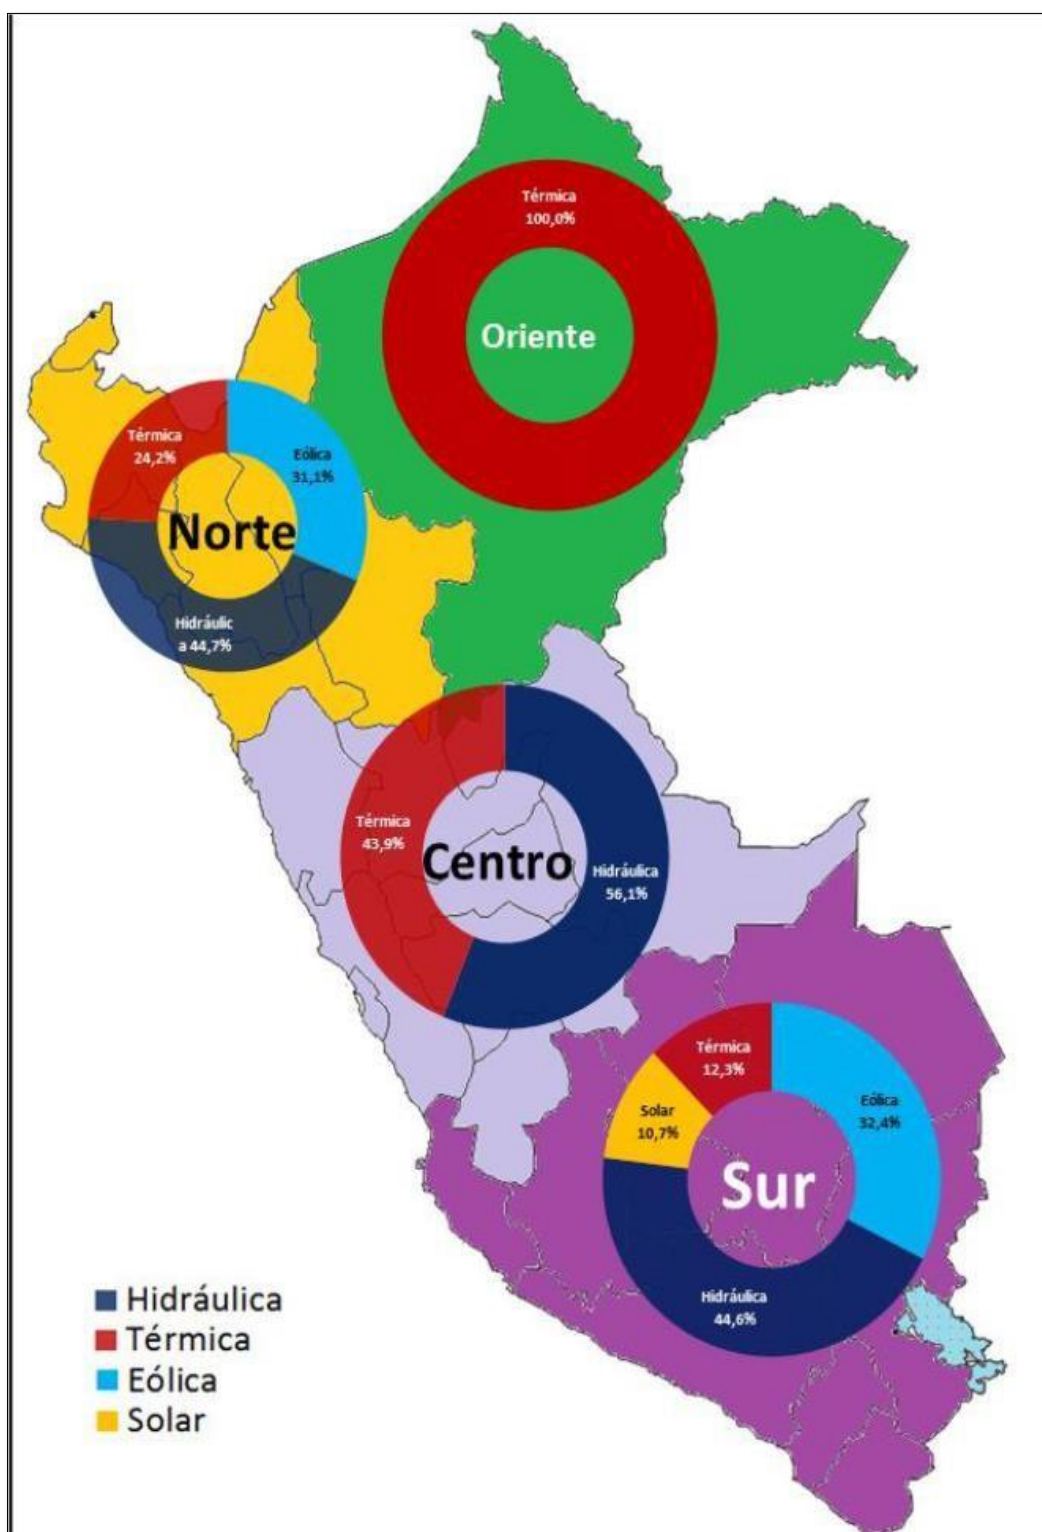 Térmica
100,0%
Oriente
Térmica
24,2%
Eólica
31,1%
Norte
Hidráulic
a 44,7%
Térmica
43,9%
Centro
Hidráulica
56,1%
Térmica
12,3%
Eólica
32,4%
Solar
10,7%
Sur
Hidráulica
44,6%
Hidráulica
Térmica
Eólica
Solar